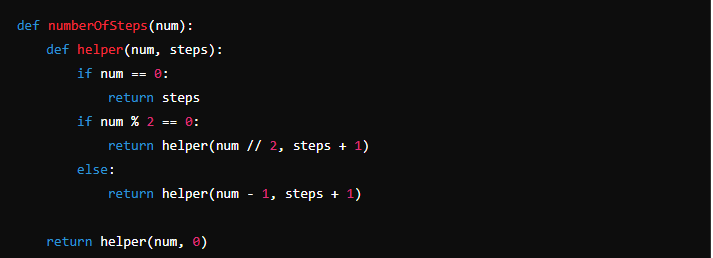 def numberOfSteps(num):
    def helper(num, steps):
        if num == 0:
            return steps
        if num % 2 == 0:
            return helper(num // 2, steps + 1)
        else:
            return helper(num - 1, steps + 1)

    return helper(num, 0)